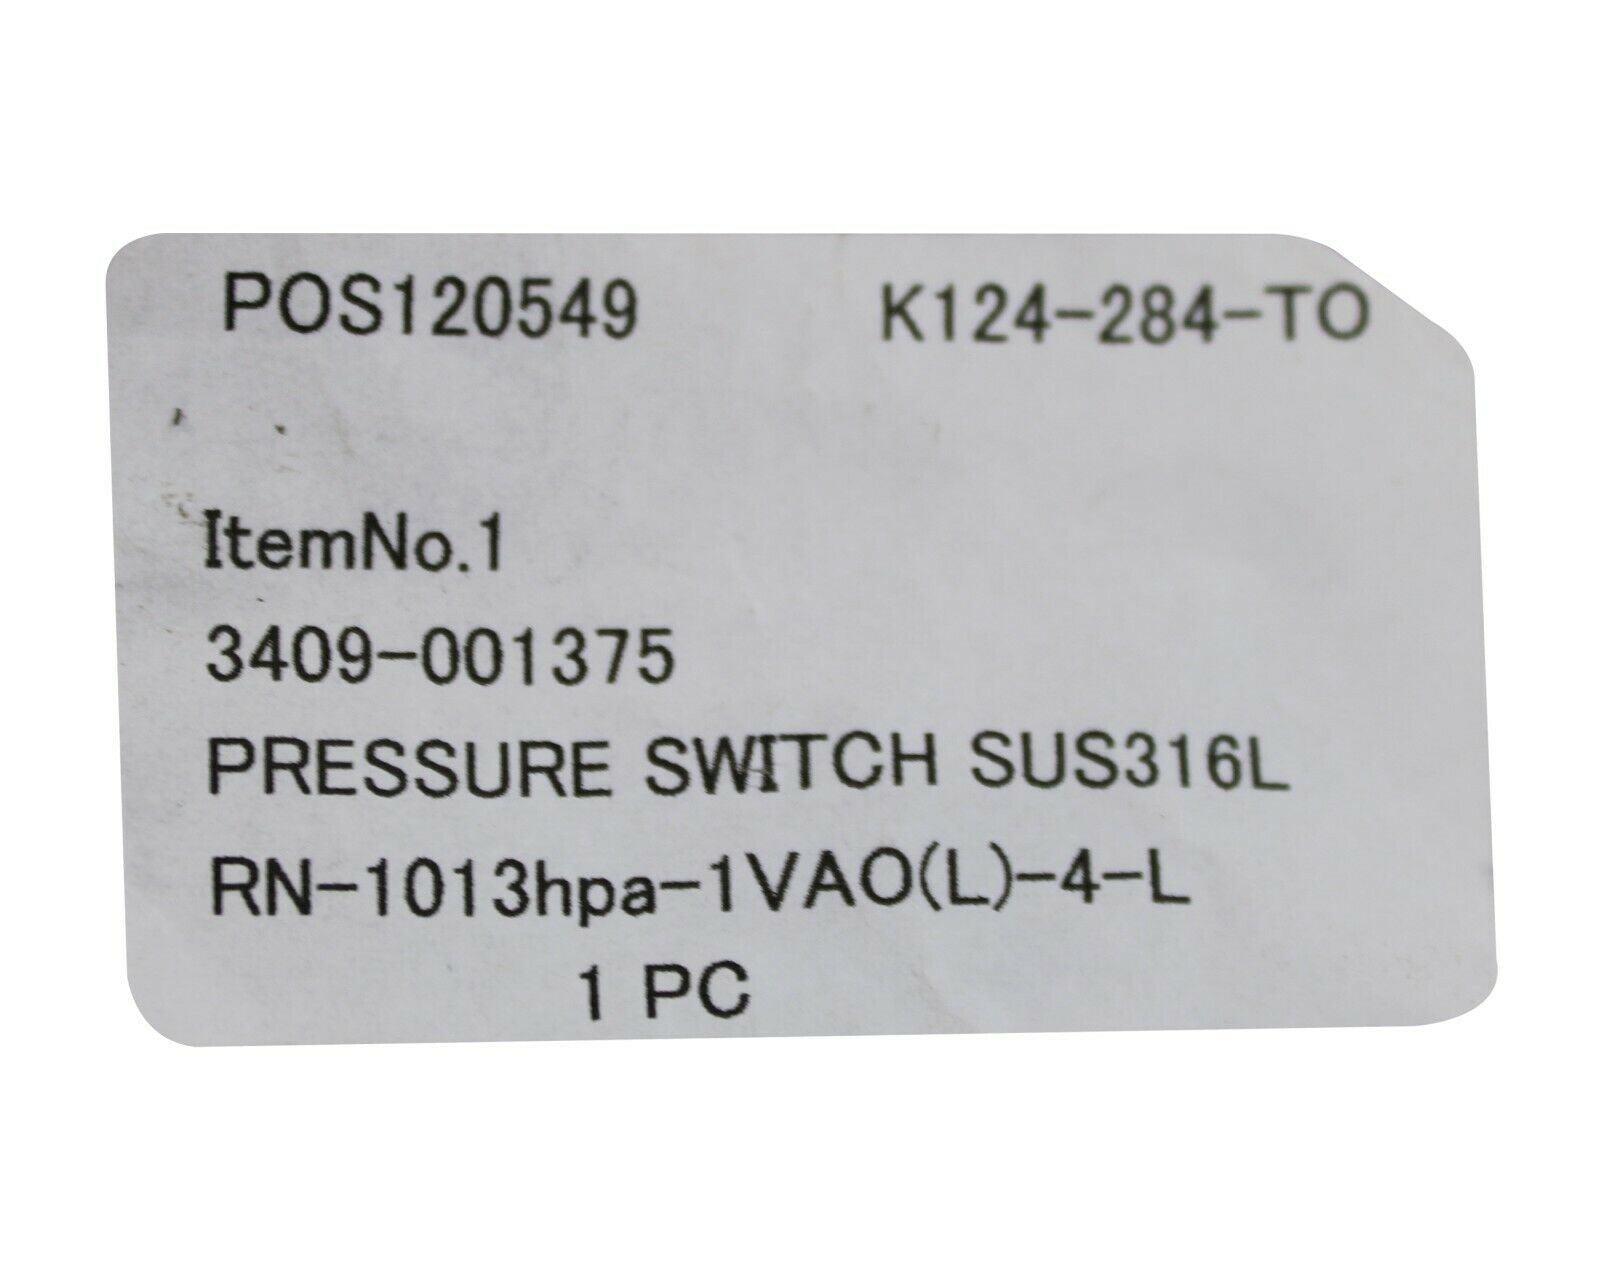 POS120549 K124-284-TO
ItemNo.1
3409-001375
PRESSURE SWITCH SUS316L
RN-1013hpa-1VAO(L)-4-L
1 PC